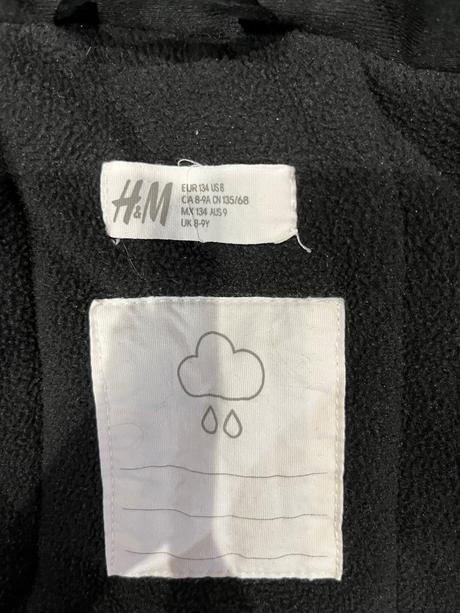 H&M
EUR 134 US 8
CA 8-9A CN 135/68
MX 134 AUS 9
UK 8-9Y